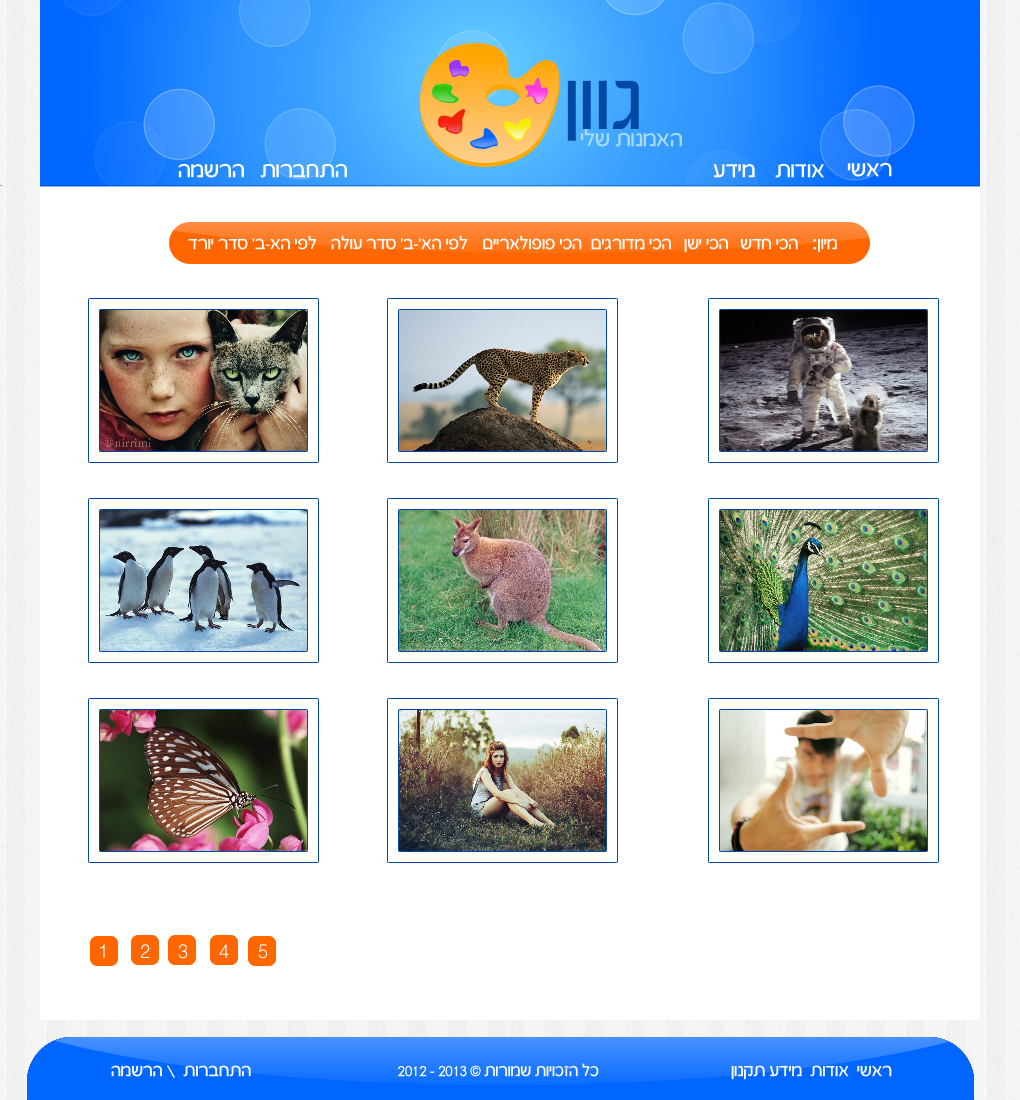 גוון
האמנות שלי
ראשי אודות מידע התחברות הרשמה
מיון: הכי חדש הכי ישן הכי מדורגים הכי פופולאריים לפי הא'-ב' סדר עולה לפי הא-ב' סדר יורד
©nirrimi
1 2 3 4 5
ראשי אודות מידע תקנון כל הזכויות שמורות © 2013 - 2012 התחברות \ הרשמה